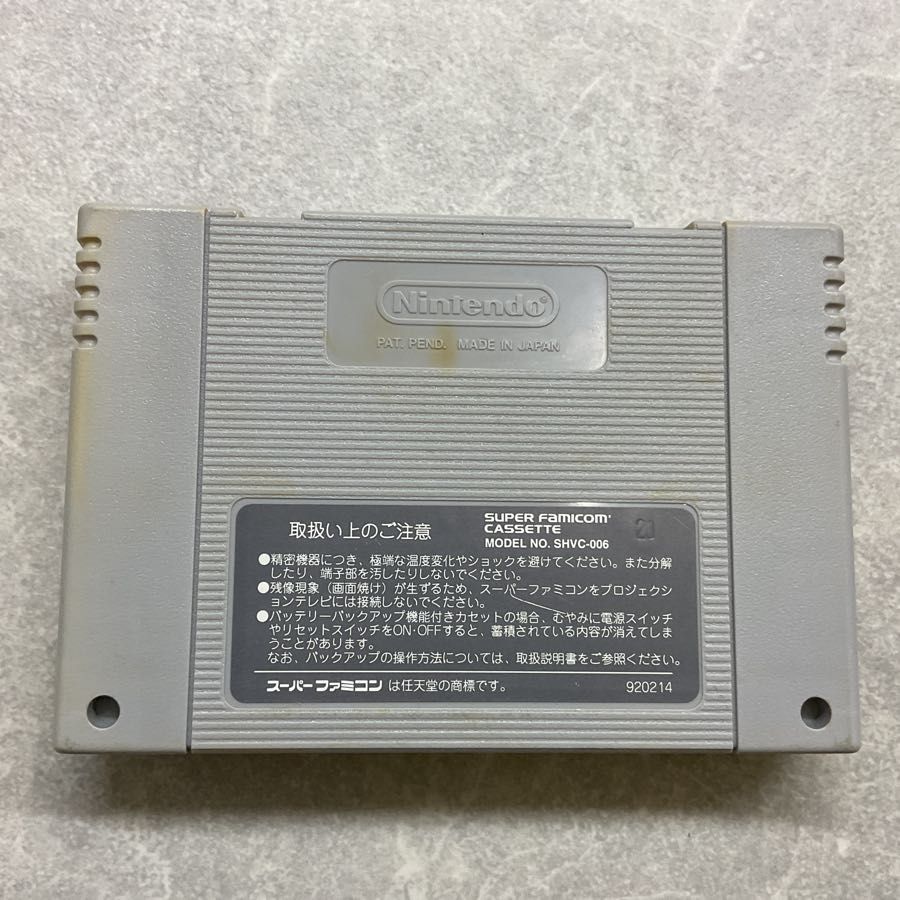 Nintendo®
PAT. PEND. MADE IN JAPAN
取扱い上のご注意
SUPER FAMICOM
CASSETTE
MODEL NO. SHVC-006
●精密機器につき、極端な温度変化やショックを避けてください。また分解
したり、端子部を汚したりしないでください。
●残像現象（画面焼け）が生ずるため、スーパーファミコンをプロジェクシ
ョンテレビには接続しないでください。
●バッテリーバックアップ機能付きカセットの場合、むやみに電源スイッチ
やリセットスイッチをON・OFFすると、蓄積されている内容が消えてしま
うことがあります。
なお、バックアップの操作方法については、取扱説明書をご参照ください。
スーパーファミコン は任天堂の商標です。
920214